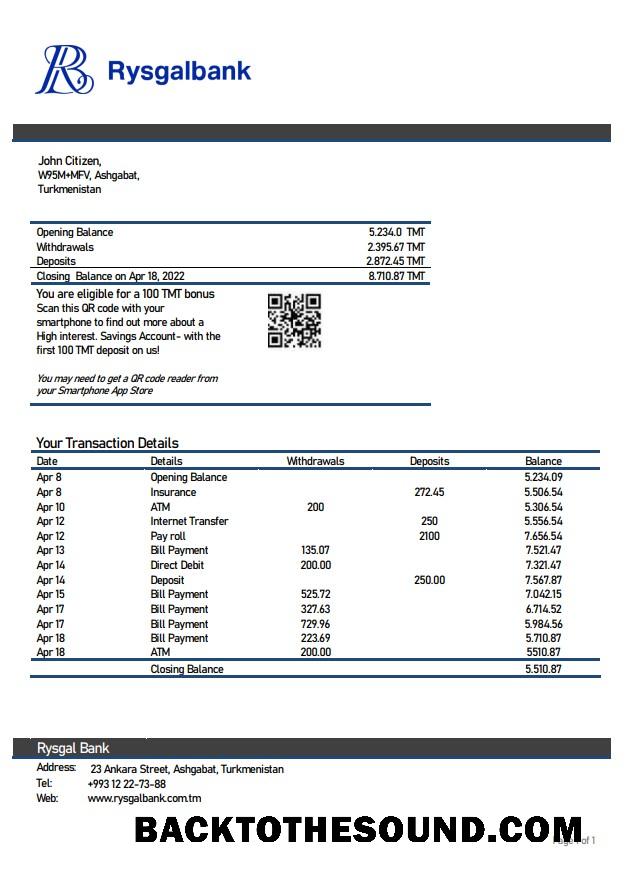 Rysgalbank
John Citizen,
W95M+MFV, Ashgabat,
Turkmenistan
Opening Balance 5.234.0 TMT
Withdrawals 2.395.67 TMT
Deposits 2.872.45 TMT
Closing Balance on Apr 18, 2022 8.710.87 TMT
You are eligible for a 100 TMT bonus
Scan this QR code with your
smartphone to find out more about a
High interest. Savings Account- with the
first 100 TMT deposit on us!
You may need to get a QR code reader from
your Smartphone App Store
Your Transaction Details
Date Details Withdrawals Deposits Balance
Apr 8 Opening Balance 5.234.09
Apr 8 Insurance 272.45 5.506.54
Apr 10 ATM 200 5.306.54
Apr 12 Internet Transfer 250 5.556.54
Apr 12 Pay roll 2100 7.656.54
Apr 13 Bill Payment 135.07 7.521.47
Apr 14 Direct Debit 200.00 7.321.47
Apr 14 Deposit 250.00 7.567.87
Apr 15 Bill Payment 525.72 7.042.15
Apr 17 Bill Payment 327.63 6.714.52
Apr 17 Bill Payment 729.96 5.984.56
Apr 18 Bill Payment 223.69 5.710.87
Apr 18 ATM 200.00 5510.87
Closing Balance 5.510.87
Rysgal Bank
Address: 23 Ankara Street, Ashgabat, Turkmenistan
Tel: +993 12 22-73-88
Web: www.rysgalbank.com.tm
BACKTOTHESOUND.COM
Page 1 of 1